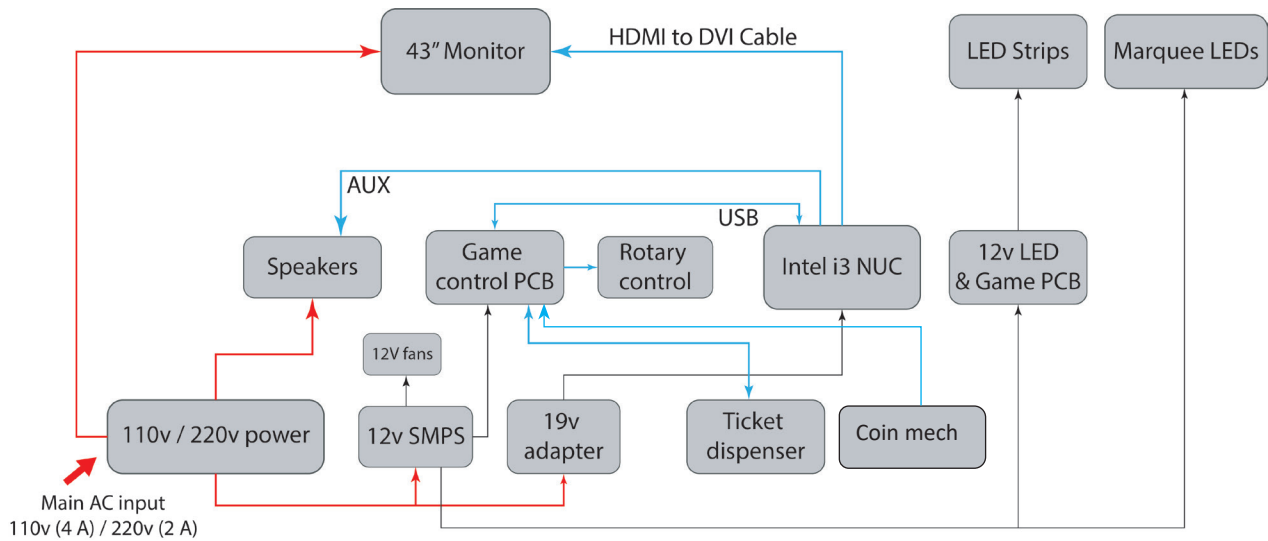 43” Monitor
HDMI to DVI Cable
LED Strips
Marquee LEDs
AUX
USB
Speakers
Game
control PCB
Rotary
control
Intel i3 NUC
12v LED
& Game PCB
12V fans
110v / 220v power
12v SMPS
19v
adapter
Ticket
dispenser
Coin mech
Main AC input
110v (4 A) / 220v (2 A)